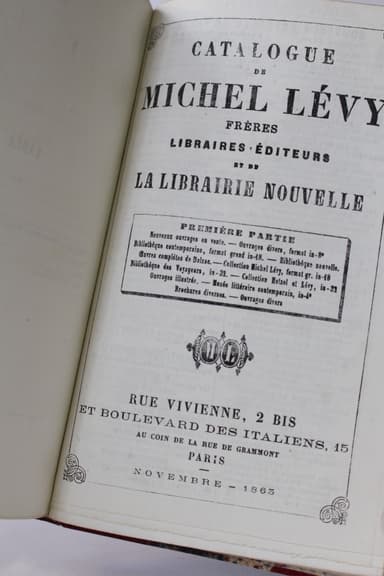 CATALOGUE
DE
MICHEL LÉVY
FRÈRES
LIBRAIRES-ÉDITEURS
ET DE
LA LIBRAIRIE NOUVELLE
PREMIÈRE PARTIE
Nouveaux ouvrages en vente. — Ouvrages divers, format in-8°
Bibliothèque contemporaine, format grand in-18. — Bibliothèque nouvelle.
Œuvres complètes de Balzac. — Collection Michel Lévy, format gr. in-18
Bibliothèque des Voyageurs, in-32. — Collection Hetzel et Lévy, in-32
Ouvrages illustrés. — Musée littéraire contemporain, in-4°
Brochures diverses. — Ouvrages divers
RUE VIVIENNE, 2 BIS
ET BOULEVARD DES ITALIENS, 15
AU COIN DE LA RUE DE GRAMMONT
PARIS
NOVEMBRE - 1863